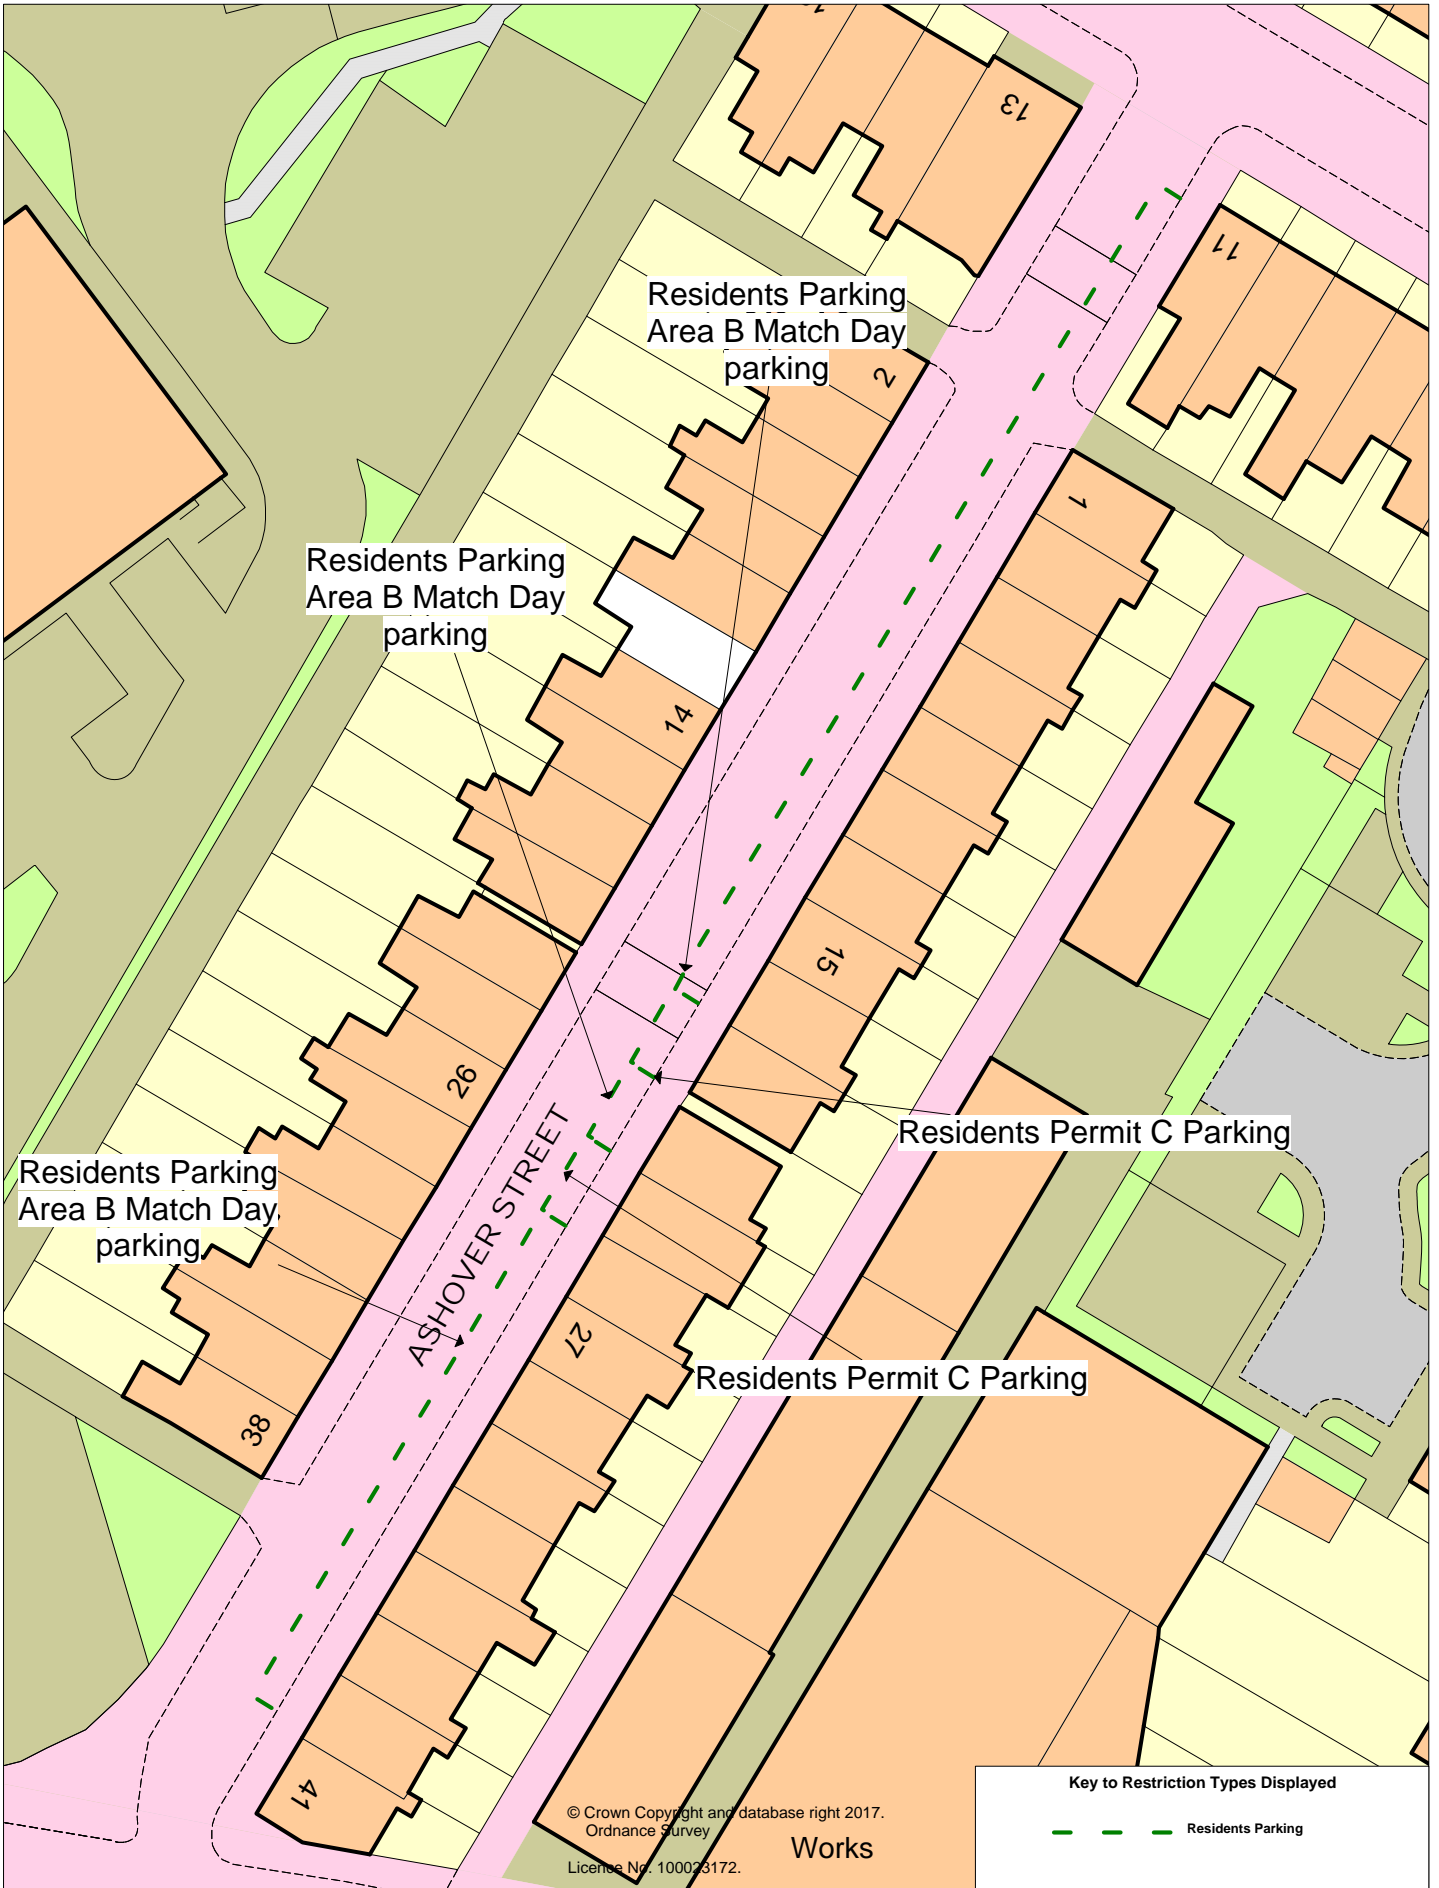 13
11
Residents Parking
Area B Match Day
parking
2
1
Residents Parking
Area B Match Day
parking
14
15
26
Residents Permit C Parking
Residents Parking
Area B Match Day
parking
ASHOVER STREET
27
Residents Permit C Parking
38
41
© Crown Copyright and database right 2017.
Ordnance Survey
Licence No. 100023172.
Works
Key to Restriction Types Displayed
Residents Parking